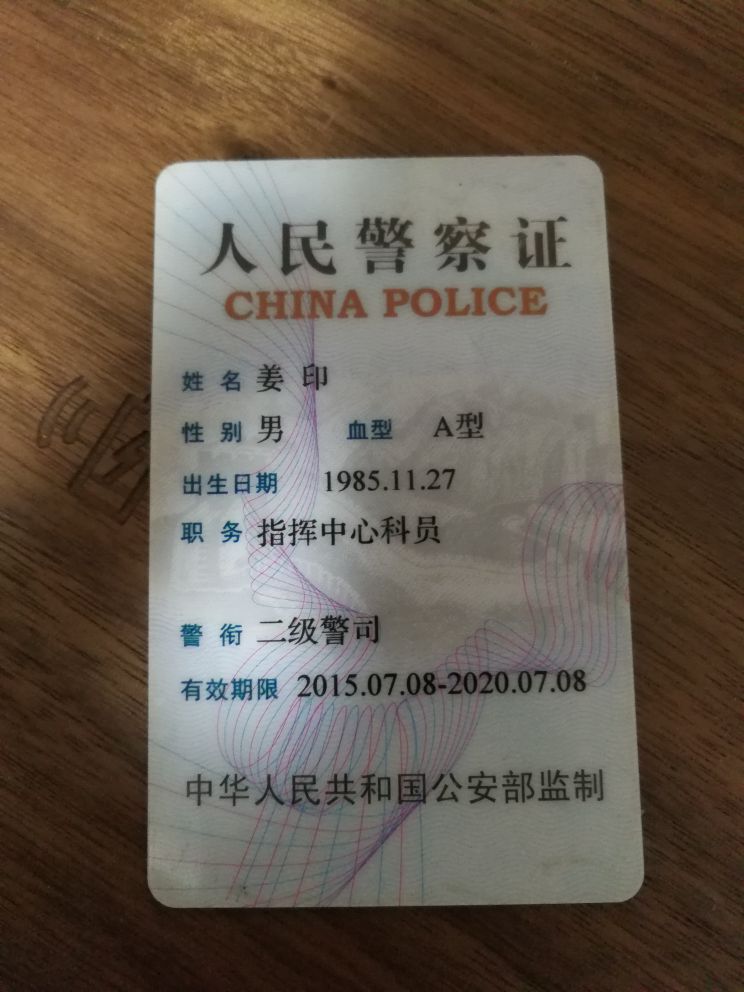 人民警察证
CHINA POLICE
姓名 姜印
性别 男 血型 A型
出生日期 1985.11.27
职务 指挥中心科员
警衔 二级警司
有效期限 2015.07.08-2020.07.08
中华人民共和国公安部监制